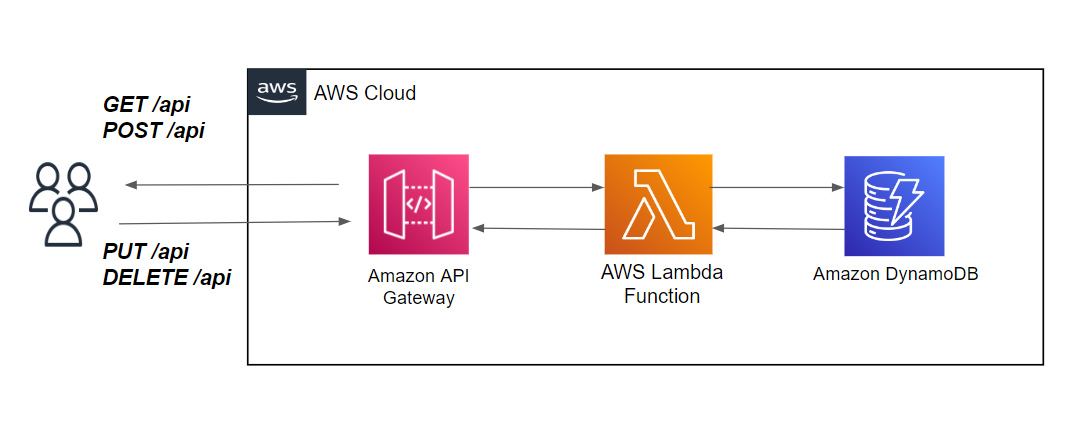 GET /api
POST /api
aws
AWS Cloud
</>
PUT /api
DELETE /api
Amazon API
Gateway
AWS Lambda
Function
Amazon DynamoDB